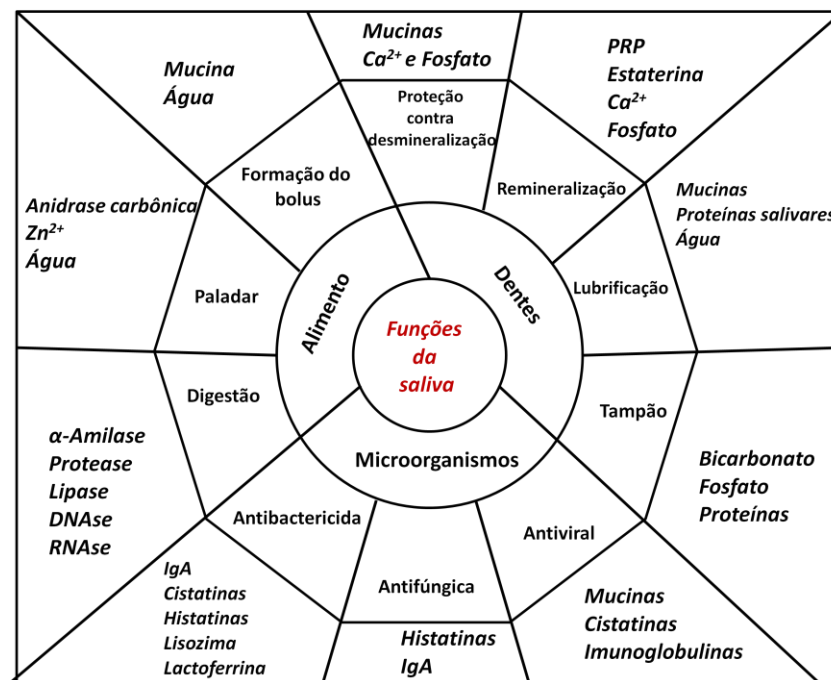 Mucinas
Ca²⁺ e Fosfato
Proteção
contra
desmineralização
PRP
Estaterina
Ca²⁺
Fosfato
Remineralização
Mucinas
Proteínas salivares
Água
Lubrificação
Bicarbonato
Fosfato
Proteínas
Tampão
Mucinas
Cistatinas
Imunoglobulinas
Antiviral
Histatinas
IgA
Antifúngica
IgA
Cistatinas
Histatinas
Lisozima
Lactoferrina
Antibactericida
α-Amilase
Protease
Lipase
DNAse
RNAse
Digestão
Anidrase carbônica
Zn²⁺
Água
Paladar
Mucina
Água
Formação do
bolus
Alimento
Dentes
Microorganismos
Funções
da
saliva